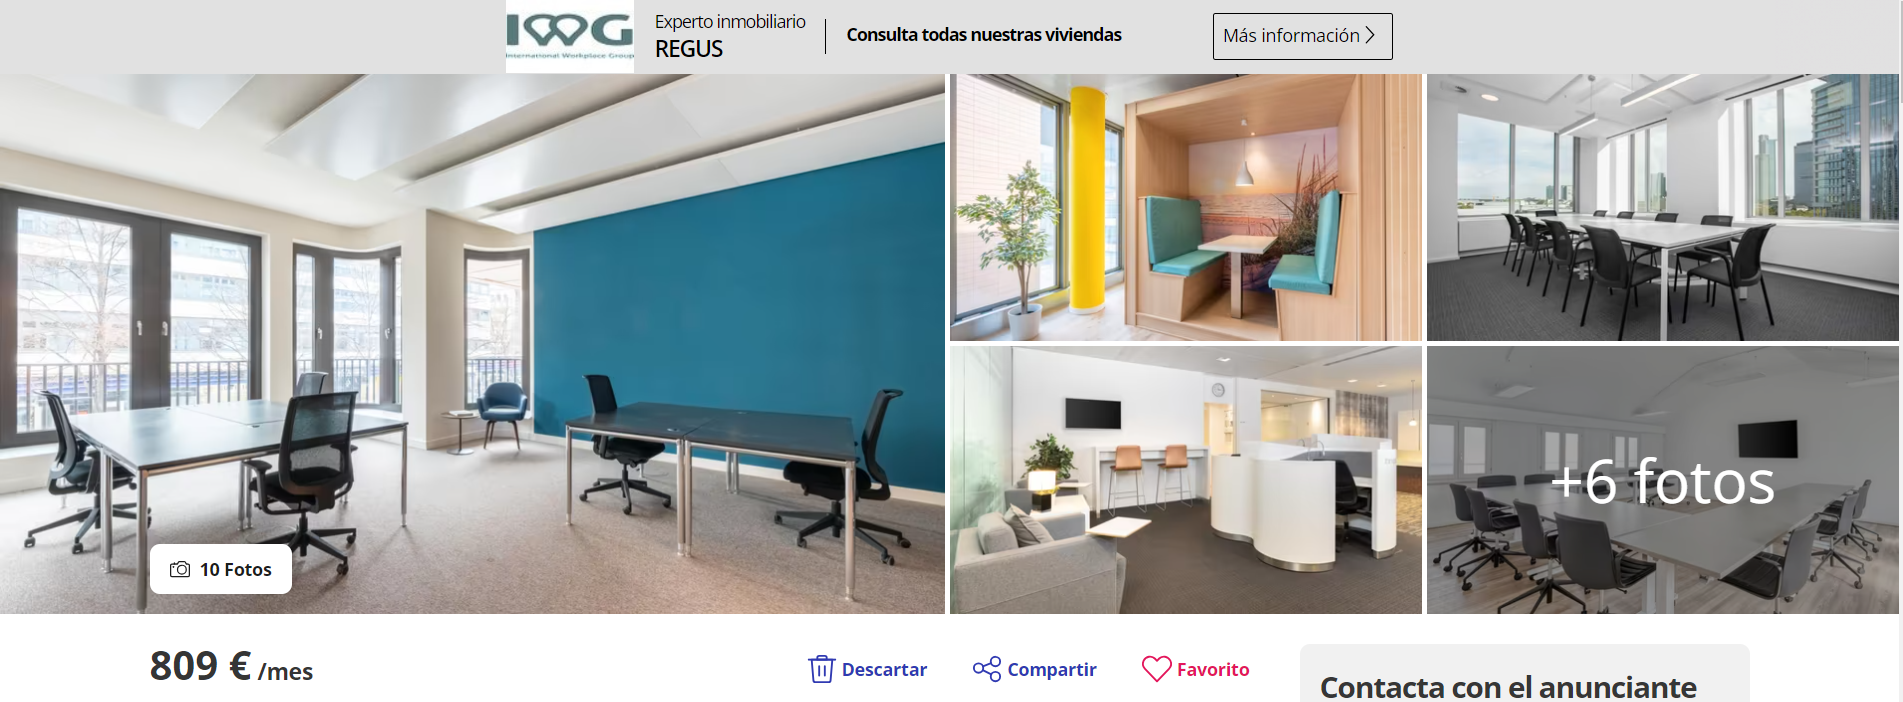 IWG
International Workplace Group
Experto inmobiliario
REGUS
Consulta todas nuestras viviendas
Más información
+6 fotos
10 Fotos
809 € /mes
Descartar
Compartir
Favorito
Contacta con el anunciante